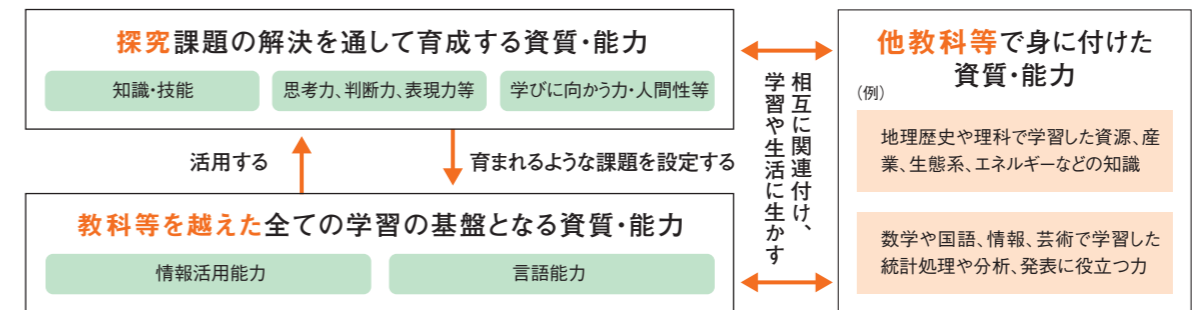 探究課題の解決を通して育成する資質・能力
知識・技能
思考力、判断力、表現力等
学びに向かう力・人間性等
活用する
育まれるような課題を設定する
教科等を越えた全ての学習の基盤となる資質・能力
情報活用能力
言語能力
相互に関連付け、
学習や生活に生かす
他教科等で身に付けた
資質・能力
（例）
地理歴史や理科で学習した資源、産
業、生態系、エネルギーなどの知識
数学や国語、情報、芸術で学習した
統計処理や分析、発表に役立つ力